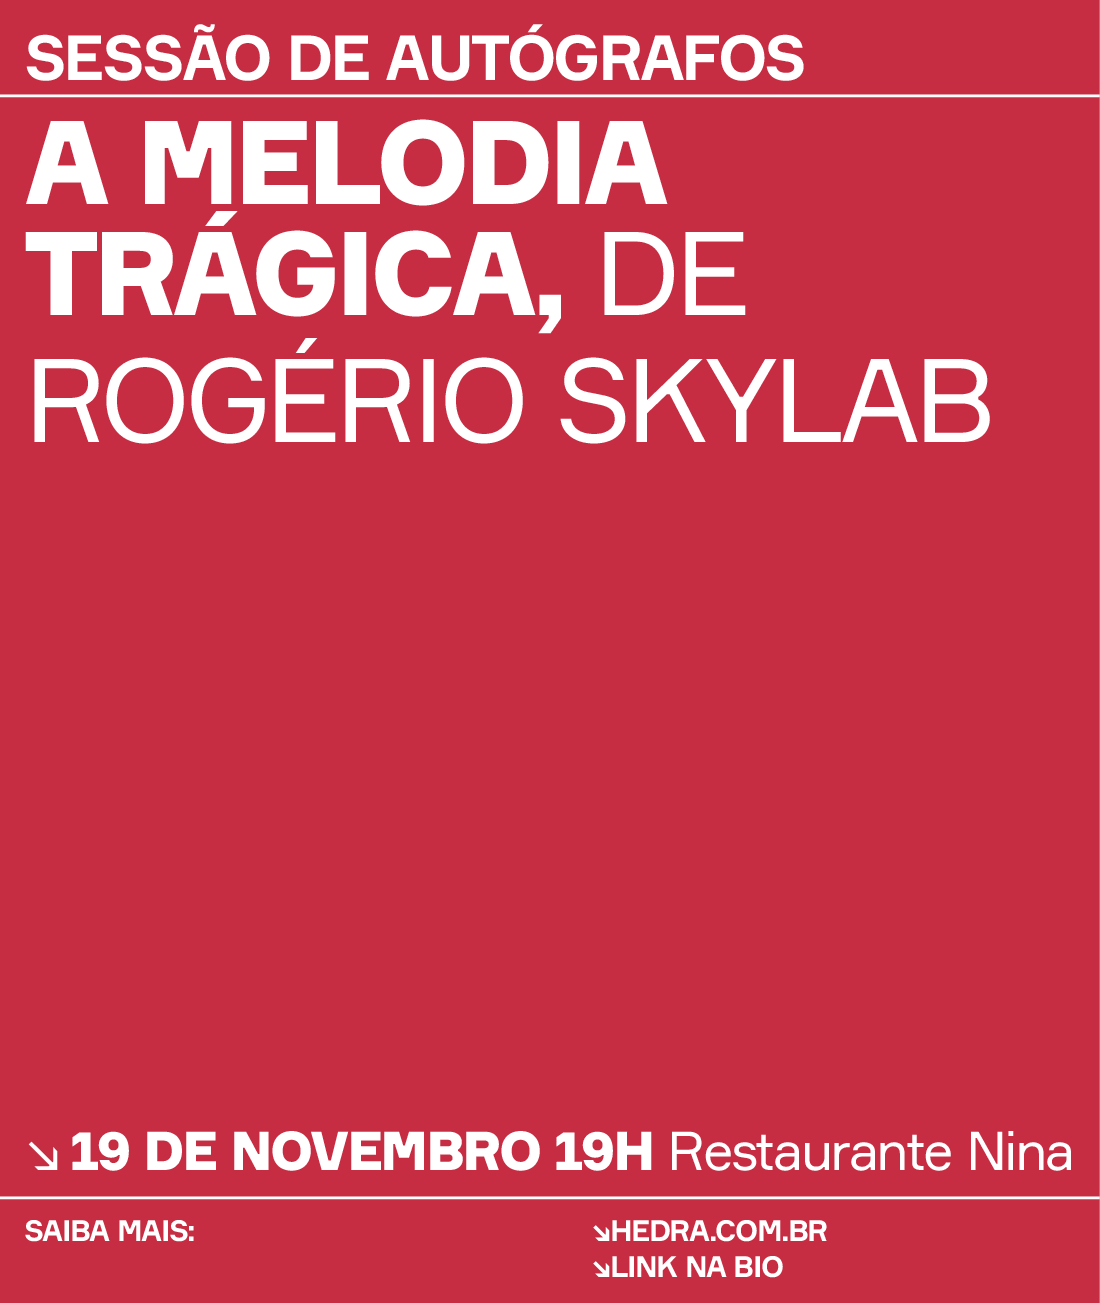 SESSÃO DE AUTÓGRAFOS
A MELODIA
TRÁGICA, DE
ROGÉRIO SKYLAB
↘ 19 DE NOVEMBRO 19H Restaurante Nina
SAIBA MAIS:
↘HEDRA.COM.BR
↘LINK NA BIO